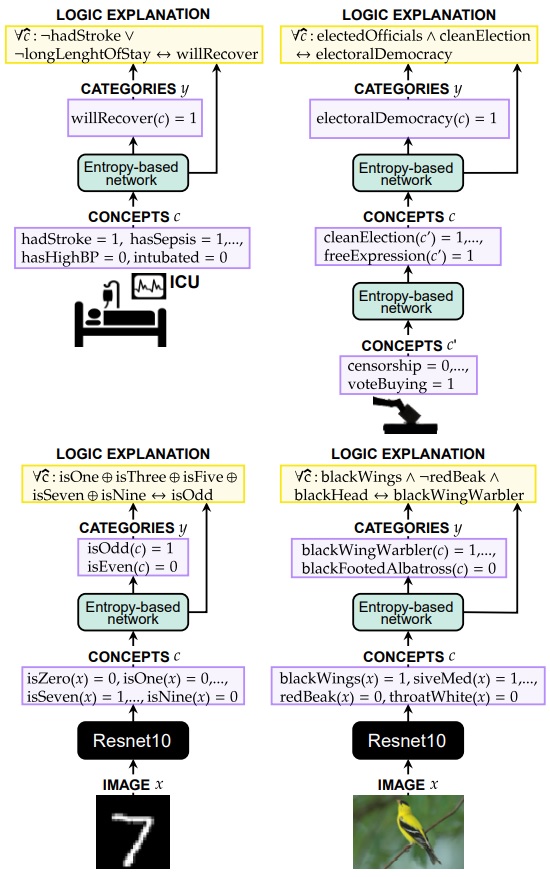 LOGIC EXPLANATION
∀ĉ : ¬hadStroke ∨
¬longLenghtOfStay ↔ willRecover
CATEGORIES y
willRecover(c) = 1
Entropy-based
network
CONCEPTS c
hadStroke = 1, hasSepsis = 1,...,
hasHighBP = 0, intubated = 0
ICU
LOGIC EXPLANATION
∀ĉ : electedOfficials ∧ cleanElection
↔ electoralDemocracy
CATEGORIES y
electoralDemocracy(c) = 1
Entropy-based
network
CONCEPTS c
cleanElection(c′) = 1,...,
freeExpression(c′) = 1
Entropy-based
network
CONCEPTS c'
censorship = 0,...,
voteBuying = 1
LOGIC EXPLANATION
∀ĉ : isOne ⊕ isThree ⊕ isFive ⊕
isSeven ⊕ isNine ↔ isOdd
CATEGORIES y
isOdd(c) = 1
isEven(c) = 0
Entropy-based
network
CONCEPTS c
isZero(x) = 0, isOne(x) = 0,...,
isSeven(x) = 1,..., isNine(x) = 0
Resnet10
IMAGE x
7
LOGIC EXPLANATION
∀ĉ : blackWings ∧ ¬redBeak ∧
blackHead ↔ blackWingWarbler
CATEGORIES y
blackWingWarbler(c) = 1,...,
blackFootedAlbatross(c) = 0
Entropy-based
network
CONCEPTS c
blackWings(x) = 1, siveMed(x) = 1,...,
redBeak(x) = 0, throatWhite(x) = 0
Resnet10
IMAGE x